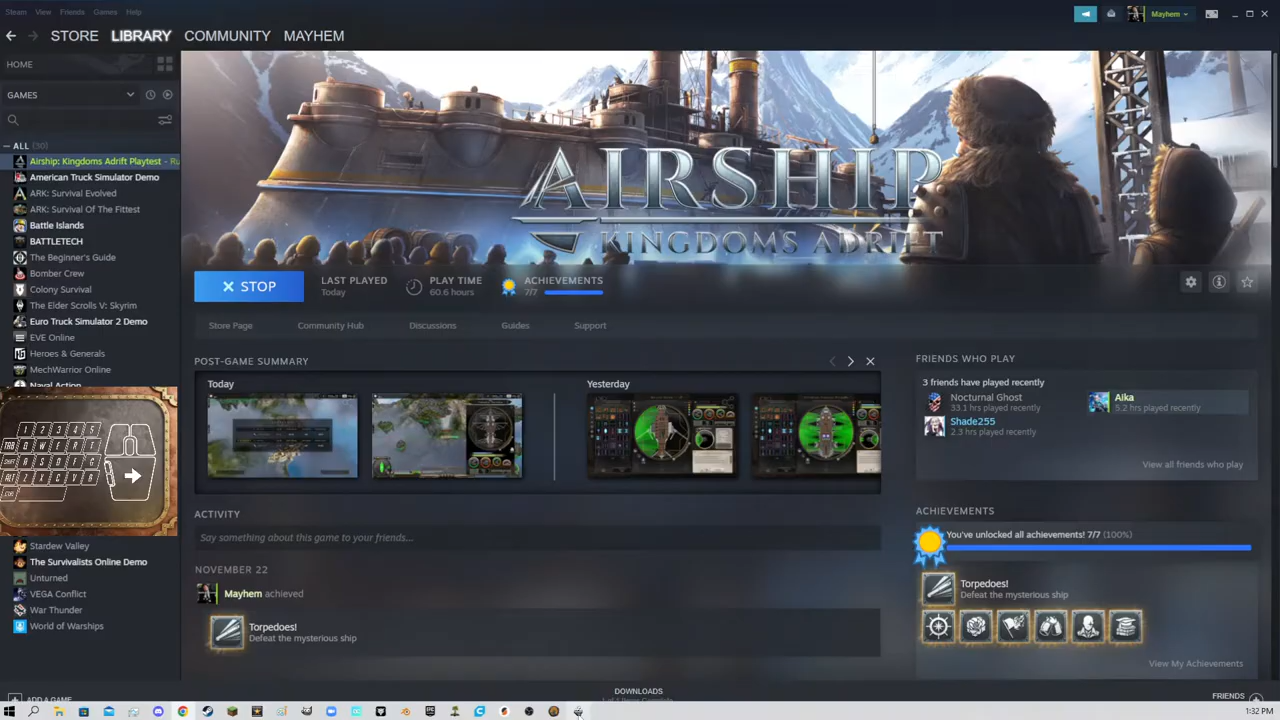 Steam View Friends Games Help
Mayhem
STORE LIBRARY COMMUNITY MAYHEM
HOME
GAMES
ALL (30)
Airship: Kingdoms Adrift Playtest - Ru
American Truck Simulator Demo
ARK: Survival Evolved
ARK: Survival Of The Fittest
Battle Islands
BATTLETECH
The Beginner's Guide
Bomber Crew
Colony Survival
The Elder Scrolls V: Skyrim
Euro Truck Simulator 2 Demo
EVE Online
Heroes & Generals
MechWarrior Online
Naval Action
Stardew Valley
The Survivalists Online Demo
Unturned
VEGA Conflict
War Thunder
World of Warships
ADD A GAME
AIRSHIP
KINGDOMS ADRIFT
STOP
LAST PLAYED
Today
PLAY TIME
60.6 hours
ACHIEVEMENTS
7/7
Store Page Community Hub Discussions Guides Support
POST-GAME SUMMARY
Today
Yesterday
ACTIVITY
Say something about this game to your friends...
NOVEMBER 22
Mayhem achieved
Torpedoes!
Defeat the mysterious ship
FRIENDS WHO PLAY
3 friends have played recently
Nocturnal Ghost
33.1 hrs played recently
Aika
5.2 hrs played recently
Shade255
2.3 hrs played recently
View all friends who play
ACHIEVEMENTS
You've unlocked all achievements! 7/7 (100%)
Torpedoes!
Defeat the mysterious ship
View My Achievements
DOWNLOADS
FRIENDS
1:32 PM